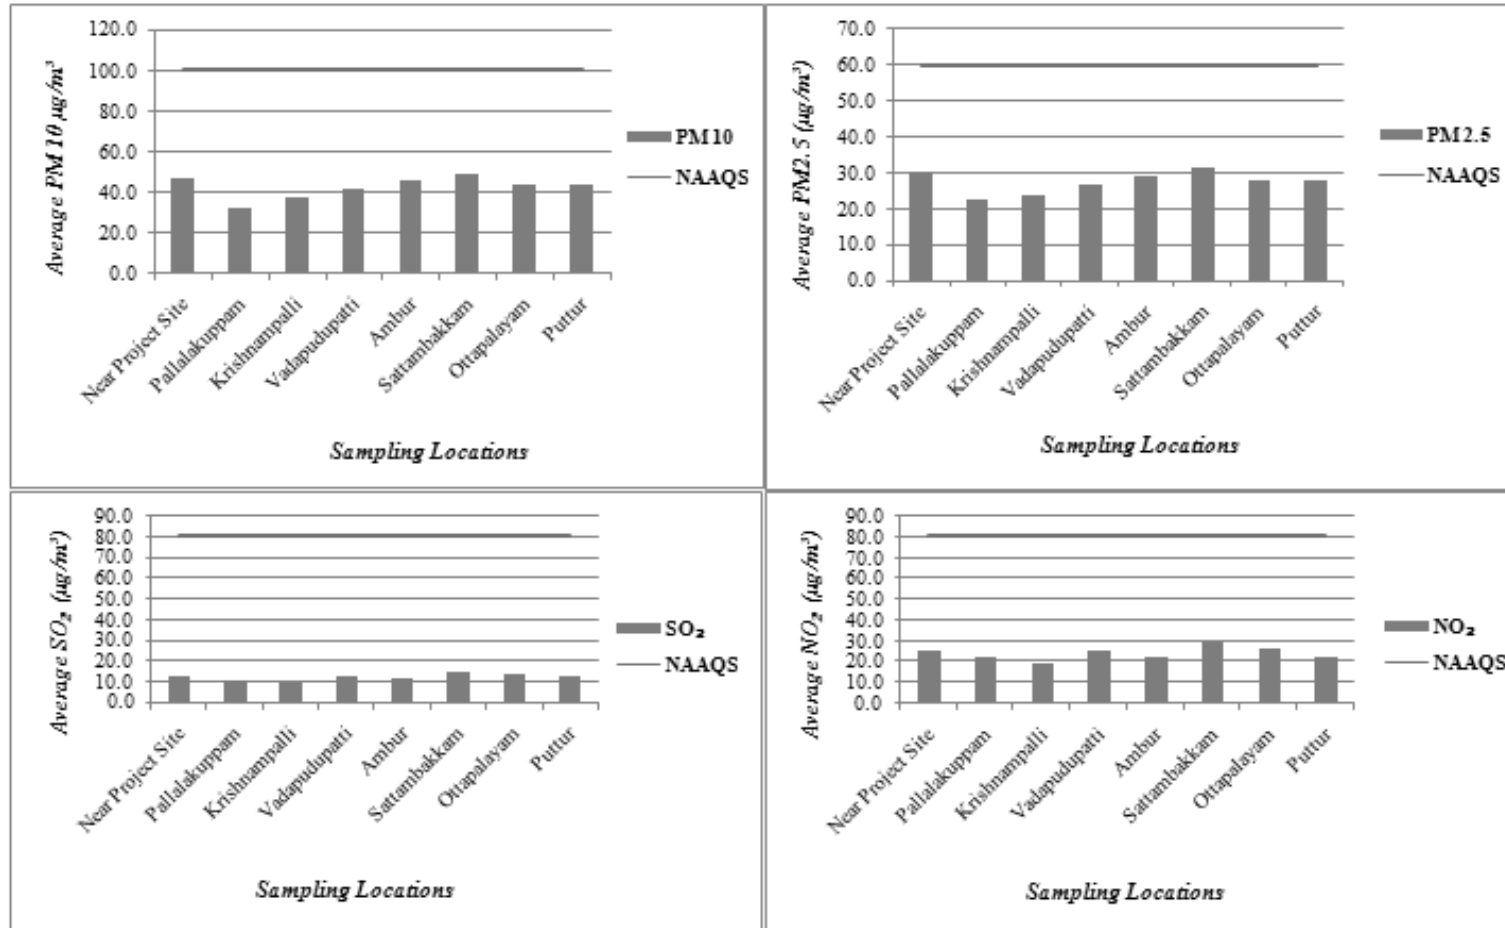 120.0
100.0
80.0
60.0
40.0
20.0
0.0
Average PM 10 µg/m³
PM10
NAAQS
Near Project Site
Pallalakuppam
Krishnampalli
Vadapudupatti
Ambur
Sattambakkam
Ottapalayam
Puttur
Sampling Locations
70.0
60.0
50.0
40.0
30.0
20.0
10.0
0.0
Average PM2.5 (µg/m³)
PM2.5
NAAQS
Near Project Site
Pallalakuppam
Krishnampalli
Vadapudupatti
Ambur
Sattambakkam
Ottapalayam
Puttur
Sampling Locations
90.0
80.0
70.0
60.0
50.0
40.0
30.0
20.0
10.0
0.0
Average SO₂ (µg/m³)
SO₂
NAAQS
Near Project Site
Pallalakuppam
Krishnampalli
Vadapudupatti
Ambur
Sattambakkam
Ottapalayam
Puttur
Sampling Locations
90.0
80.0
70.0
60.0
50.0
40.0
30.0
20.0
10.0
0.0
Average NO₂ (µg/m³)
NO₂
NAAQS
Near Project Site
Pallalakuppam
Krishnampalli
Vadapudupatti
Ambur
Sattambakkam
Ottapalayam
Puttur
Sampling Locations